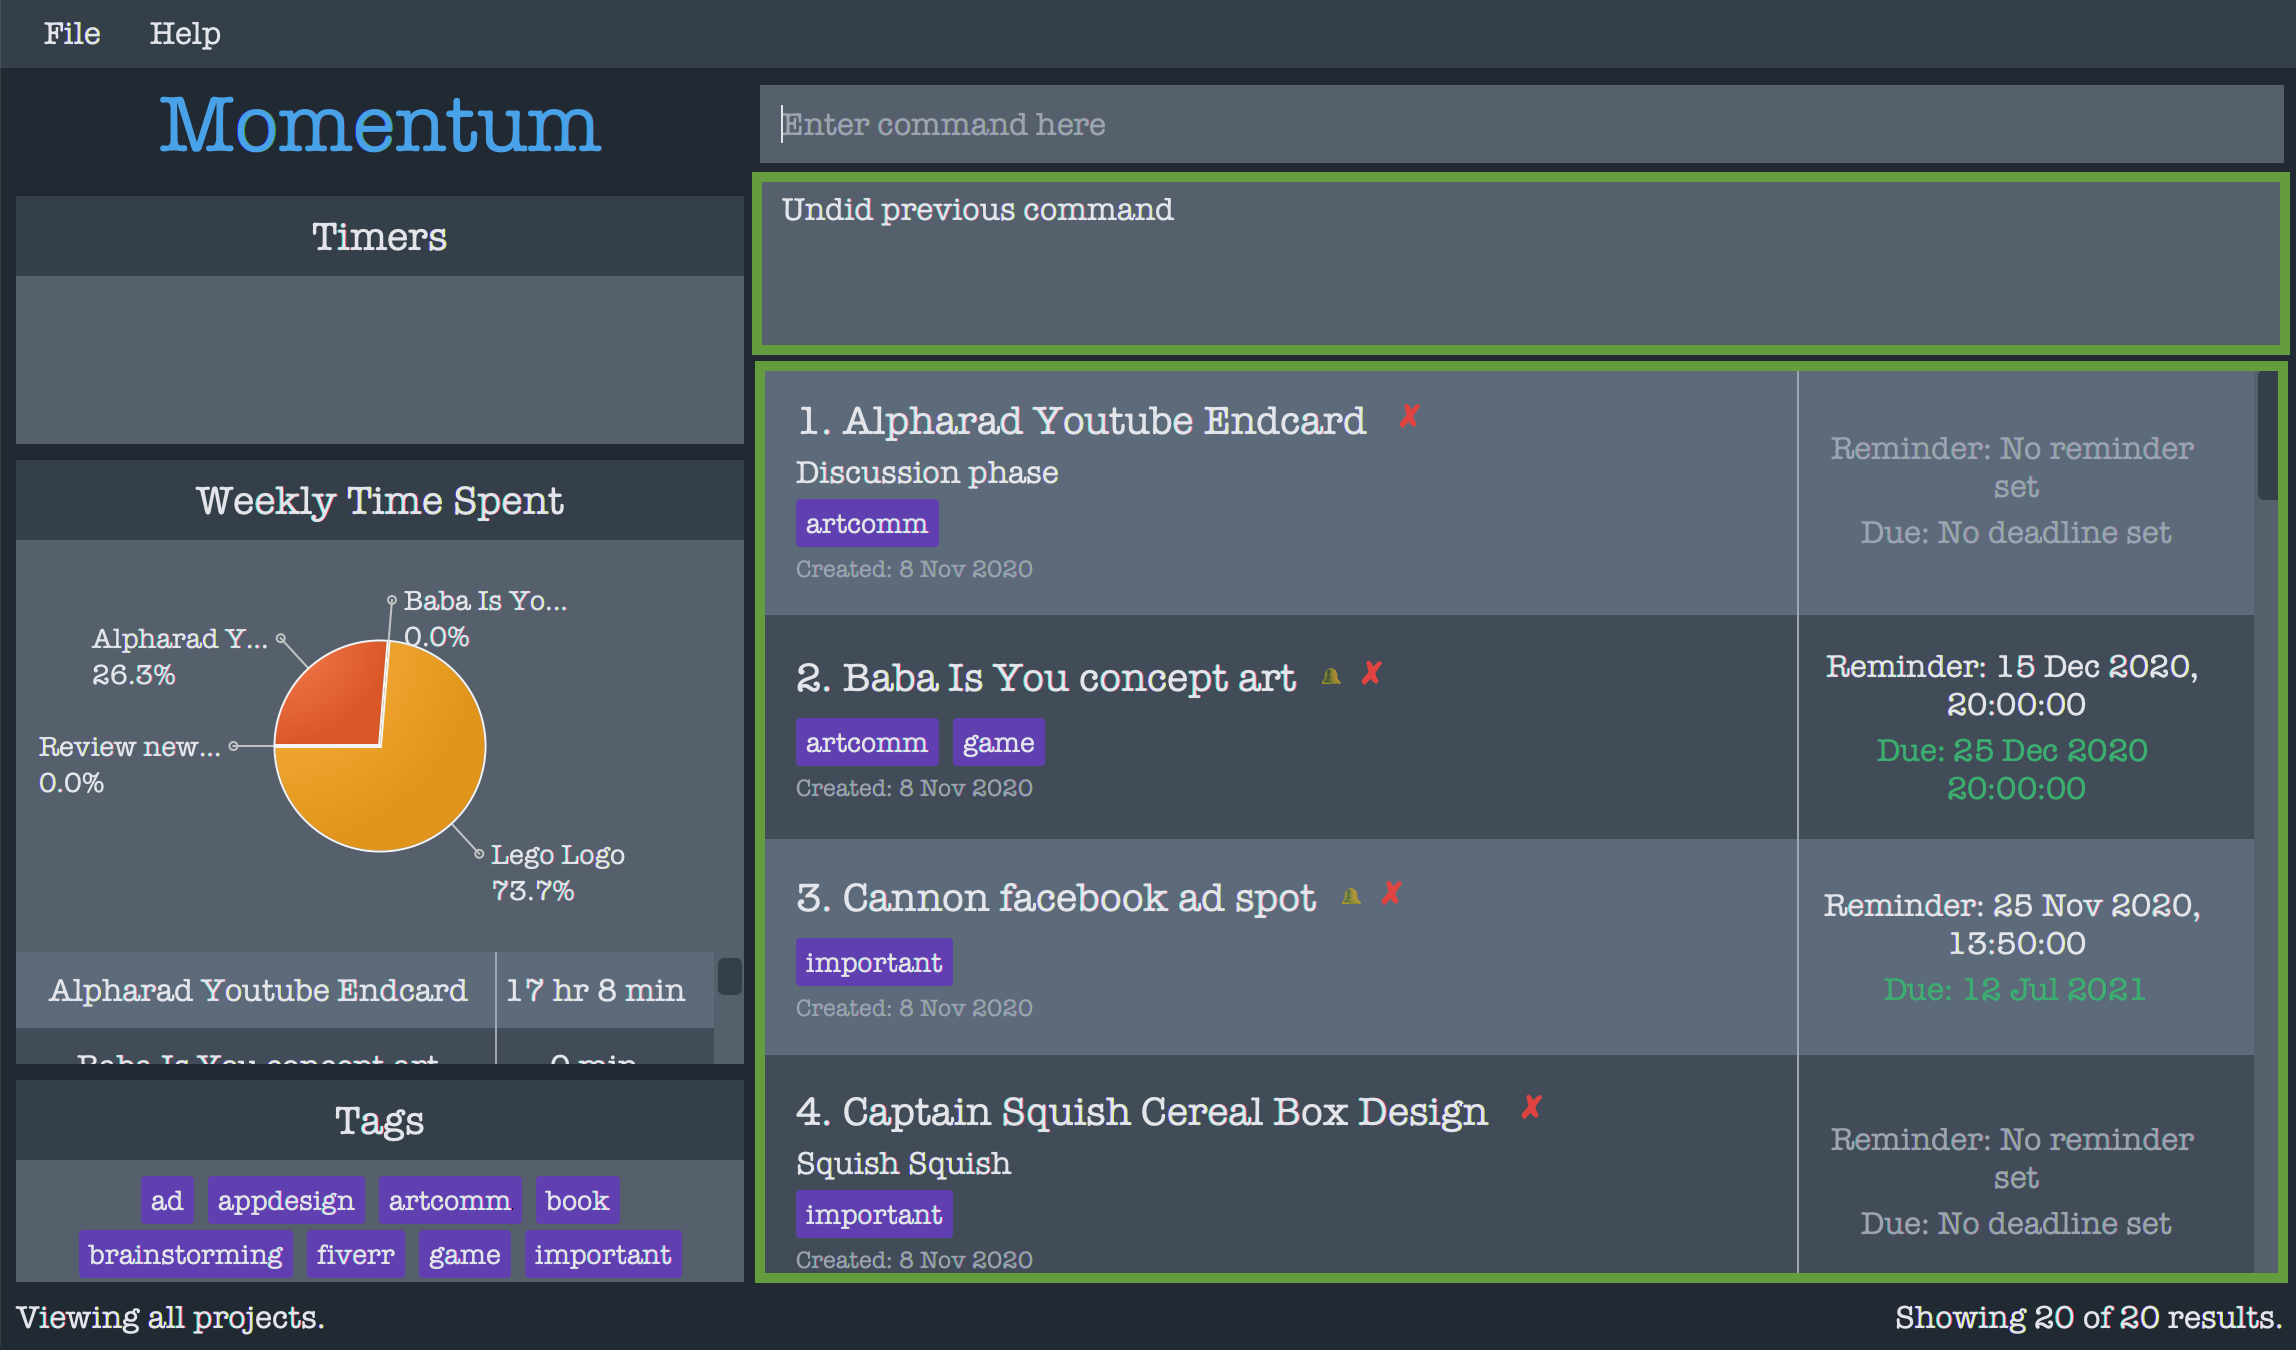 File Help
Momentum
Enter command here
Undid previous command
Timers
Weekly Time Spent
Baba Is Yo...
0.0%
Alpharad Y...
26.3%
Review new...
0.0%
Lego Logo
73.7%
Alpharad Youtube Endcard 17 hr 8 min
Baba Is You concept art 0 min
Tags
ad appdesign artcomm book
brainstorming fiverr game important
1. Alpharad Youtube Endcard ✘
Discussion phase
artcomm
Created: 8 Nov 2020
Reminder: No reminder
set
Due: No deadline set
2. Baba Is You concept art 🔔 ✘
artcomm game
Created: 8 Nov 2020
Reminder: 15 Dec 2020,
20:00:00
Due: 25 Dec 2020
20:00:00
3. Cannon facebook ad spot 🔔 ✘
important
Created: 8 Nov 2020
Reminder: 25 Nov 2020,
13:50:00
Due: 12 Jul 2021
4. Captain Squish Cereal Box Design ✘
Squish Squish
important
Created: 8 Nov 2020
Reminder: No reminder
set
Due: No deadline set
Viewing all projects.
Showing 20 of 20 results.